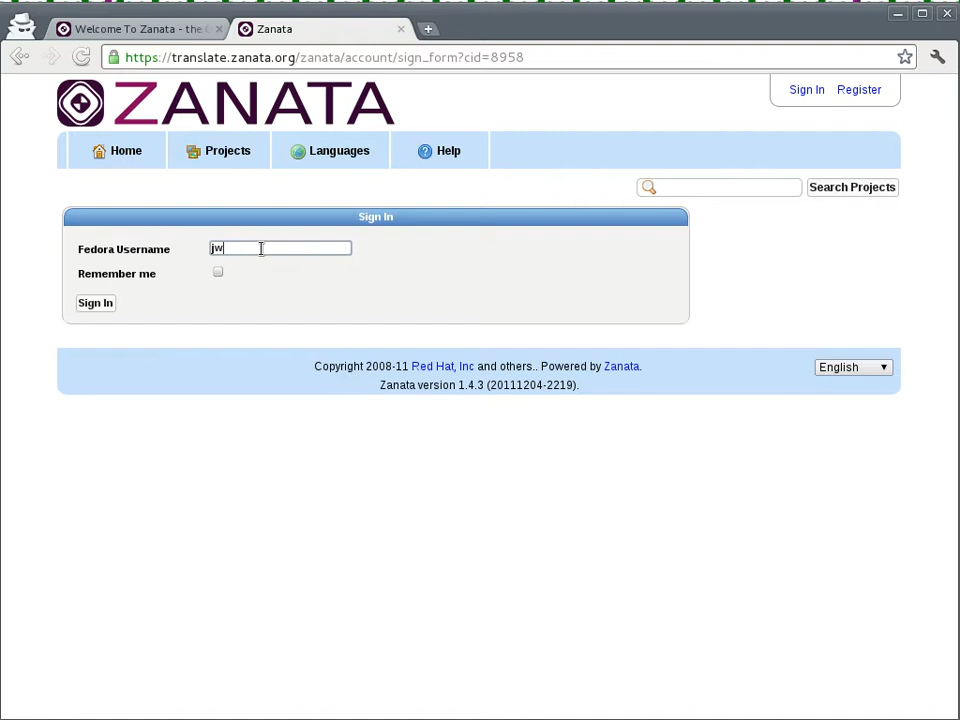 Welcome To Zanata - the C
Zanata
https://translate.zanata.org/zanata/account/sign_form?cid=8958
ZANATA
Sign In Register
Home Projects Languages Help
Search Projects
Sign In
Fedora Username jw
Remember me
Sign In
Copyright 2008-11 Red Hat, Inc and others.. Powered by Zanata.
English
Zanata version 1.4.3 (20111204-2219).